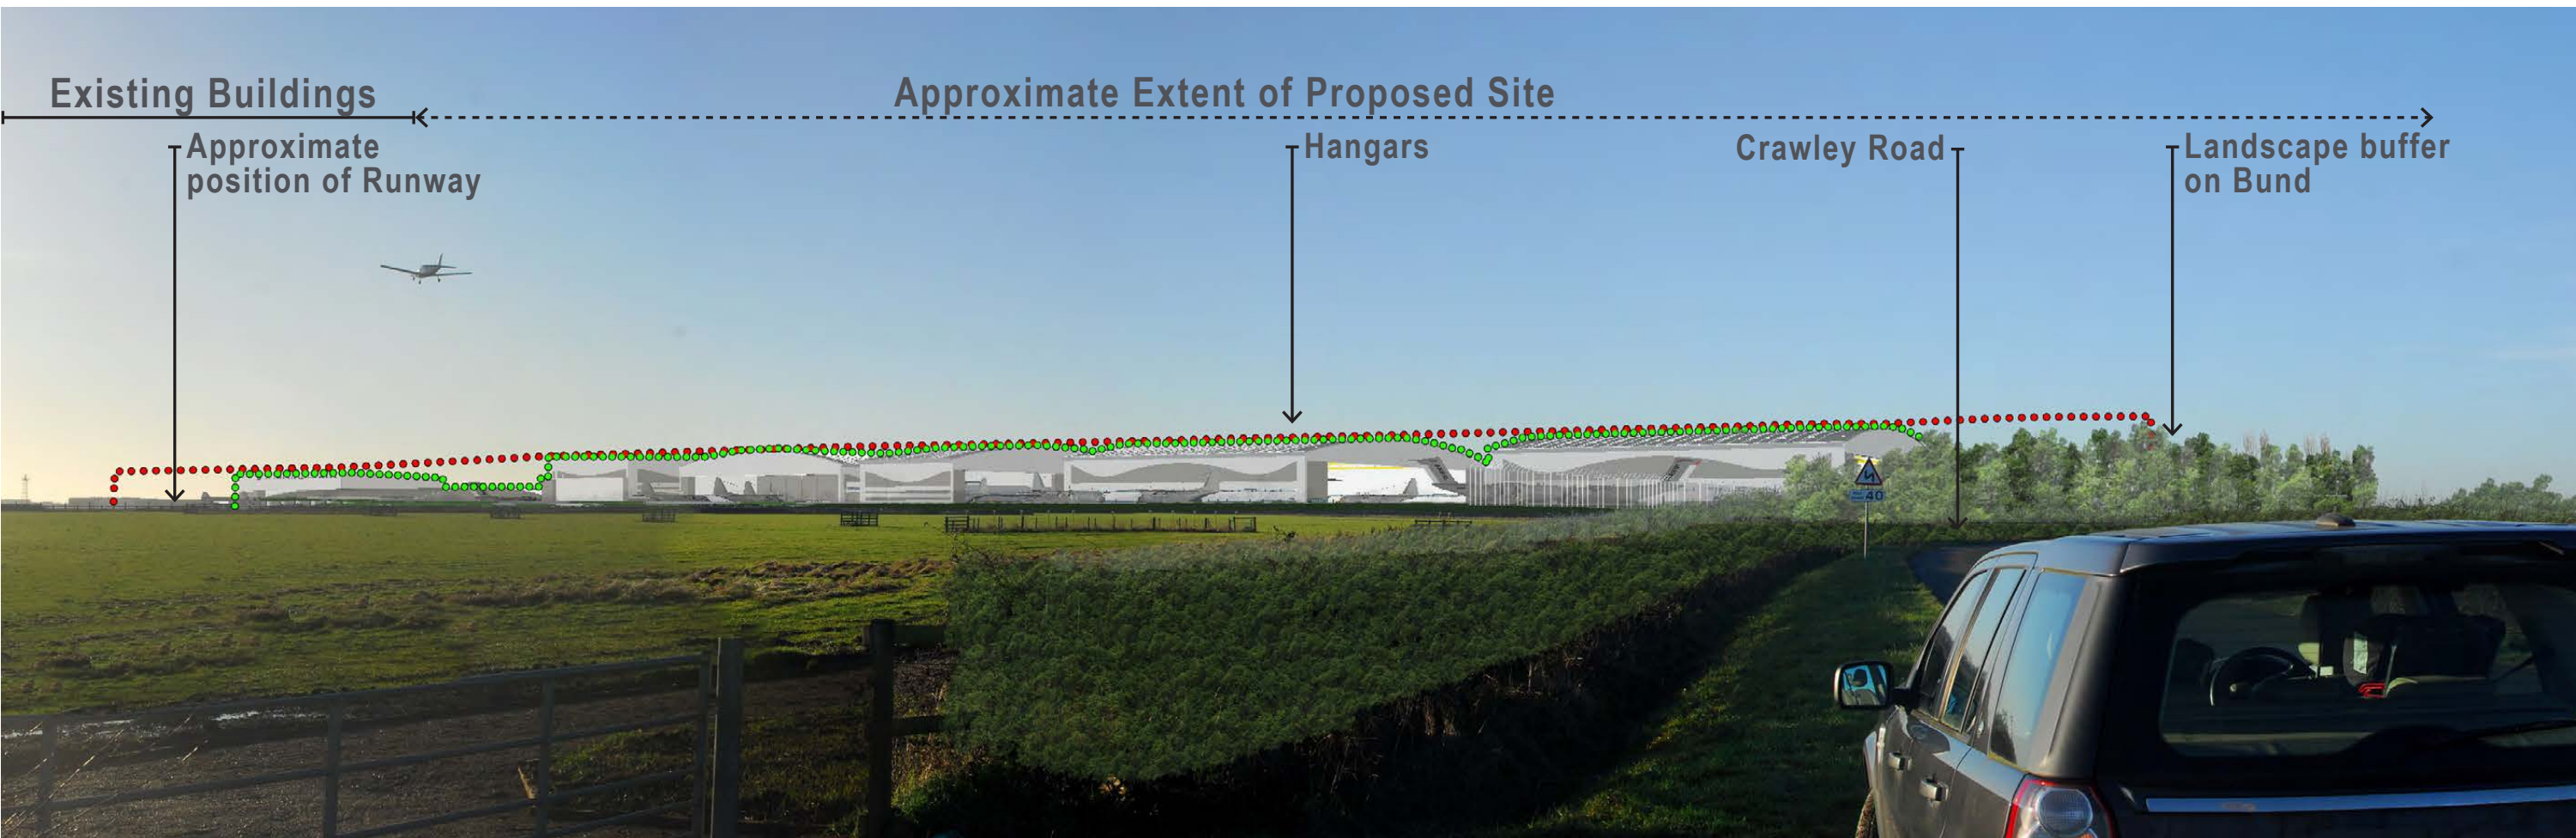 Existing Buildings
Approximate Extent of Proposed Site
Approximate
position of Runway
Hangars
Crawley Road
Landscape buffer
on Bund
40